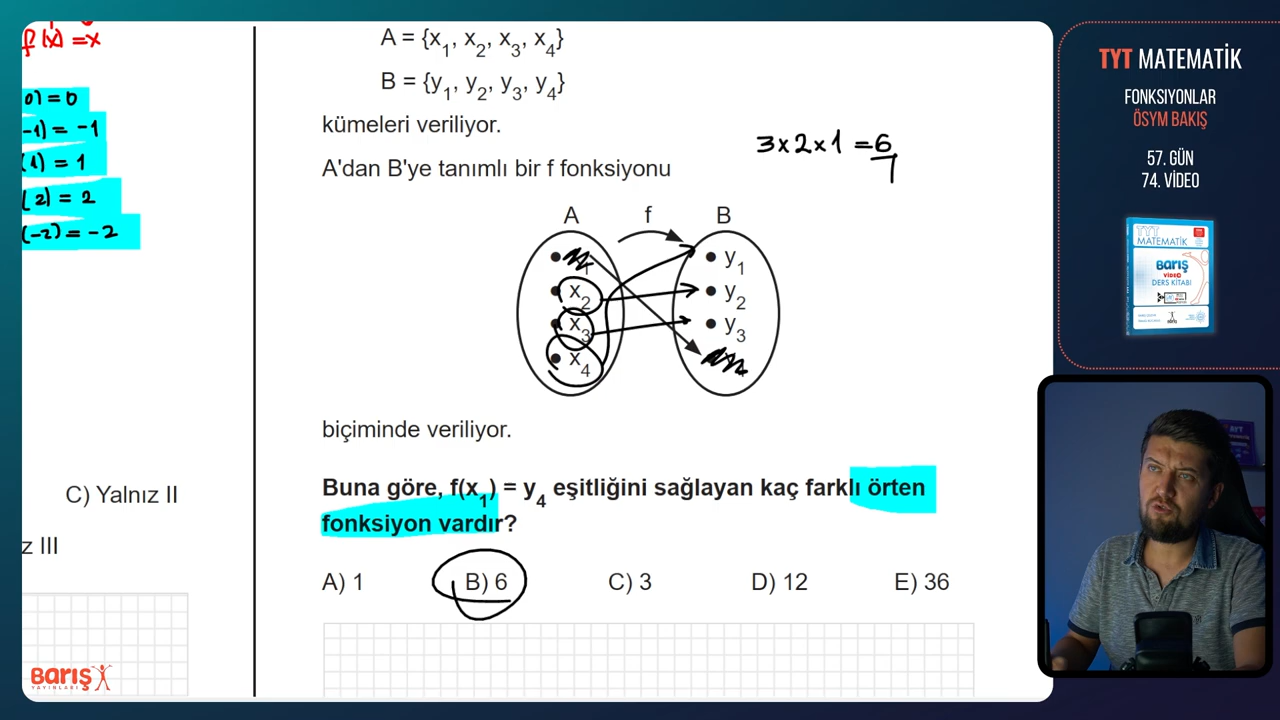 f(x) = x
0) = 0
-1) = -1
(1) = 1
(2) = 2
(-2) = -2
C) Yalnız II
z III
BARIŞ
YAYINLARI
A = {x1, x2, x3, x4}
B = {y1, y2, y3, y4}
kümeleri veriliyor.
3x2x1 = 6
A'dan B'ye tanımlı bir f fonksiyonu
A f B
y1
x2 y2
x3 y3
x4
biçiminde veriliyor.
Buna göre, f(x1) = y4 eşitliğini sağlayan kaç farklı örten
fonksiyon vardır?
A) 1 B) 6 C) 3 D) 12 E) 36
TYT MATEMATİK
FONKSIYONLAR
ÖSYM BAKIŞ
57. GÜN
74. VİDEO
TYT
MATEMATİK
BARIŞ
VİDEO
DERS KİTABI